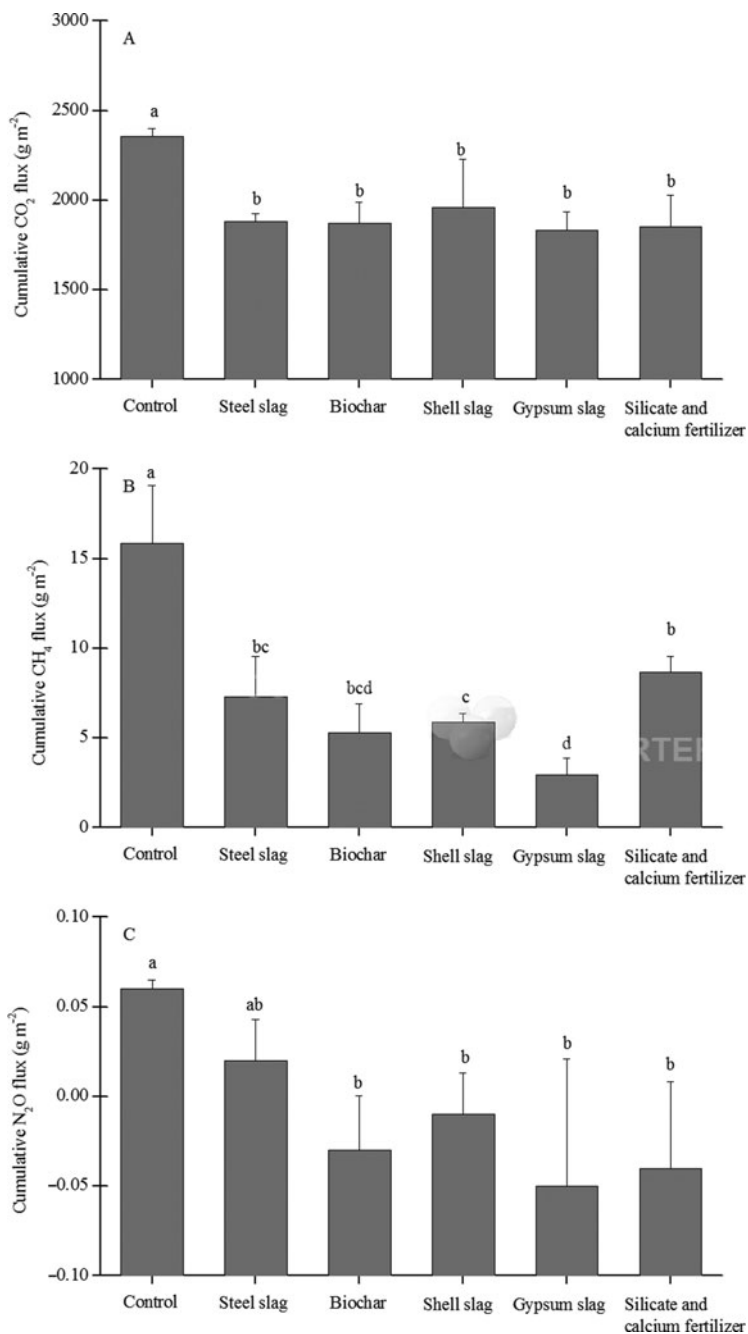 A
Cumulative CO₂ flux (g m⁻²)
3000
2500
2000
1500
1000
a
b
b
b
b
b
Control
Steel slag
Biochar
Shell slag
Gypsum slag
Silicate and
calcium fertilizer
B
Cumulative CH₄ flux (g m⁻²)
20
15
10
5
0
a
bc
bcd
c
d
b
RTER
Control
Steel slag
Biochar
Shell slag
Gypsum slag
Silicate and
calcium fertilizer
C
Cumulative N₂O flux (g m⁻²)
0.10
0.05
0.00
–0.05
–0.10
a
ab
b
b
b
b
Control
Steel slag
Biochar
Shell slag
Gypsum slag
Silicate and
calcium fertilizer